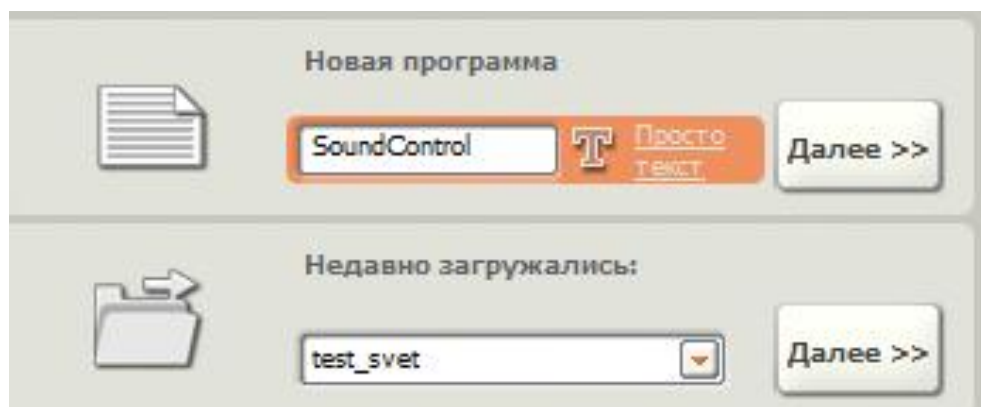 Новая программа
SoundControl
T Просто
текст
Далее >>
Недавно загружались:
test_svet
Далее >>